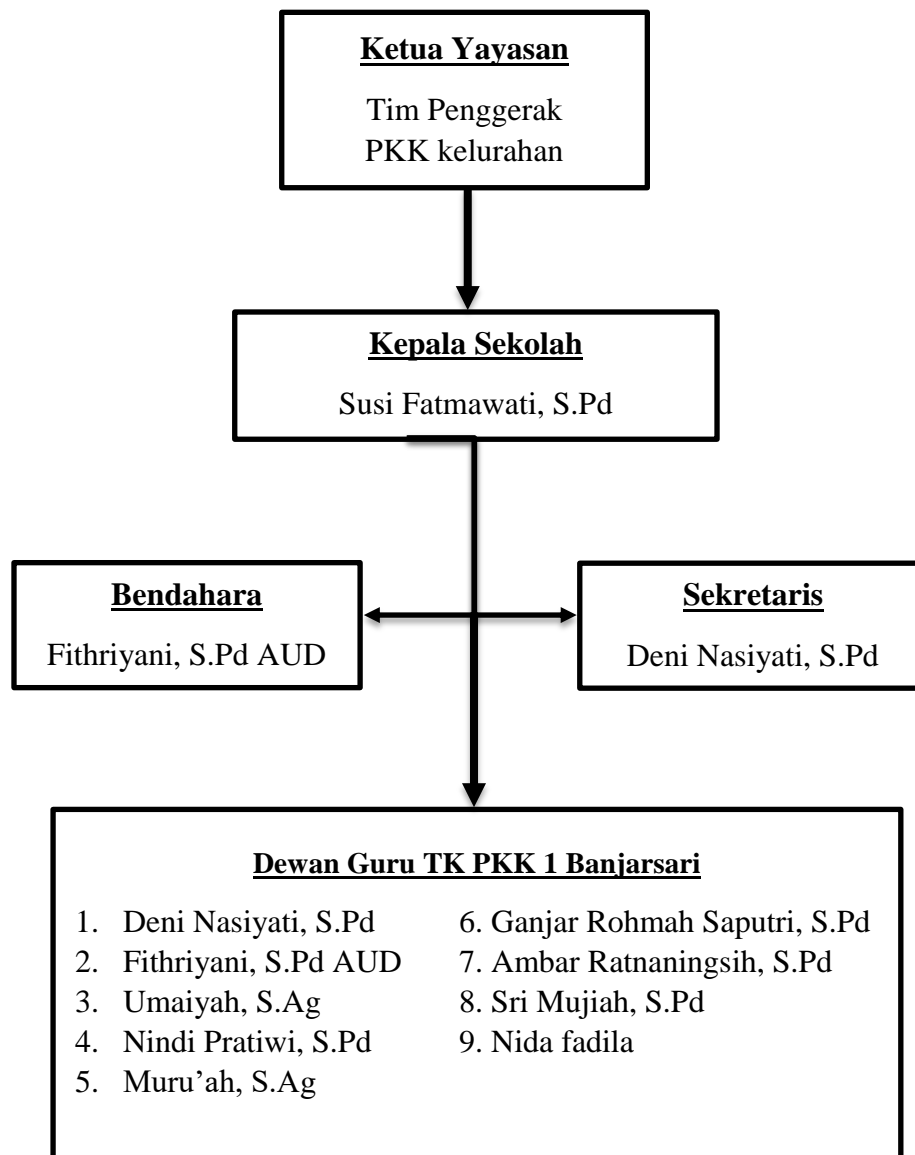 Ketua Yayasan
Tim Penggerak
PKK kelurahan
Kepala Sekolah
Susi Fatmawati, S.Pd
Bendahara
Fithriyani, S.Pd AUD
Sekretaris
Deni Nasiyati, S.Pd
Dewan Guru TK PKK 1 Banjarsari
1. Deni Nasiyati, S.Pd
2. Fithriyani, S.Pd AUD
3. Umaiyah, S.Ag
4. Nindi Pratiwi, S.Pd
5. Muru’ah, S.Ag
6. Ganjar Rohmah Saputri, S.Pd
7. Ambar Ratnaningsih, S.Pd
8. Sri Mujiah, S.Pd
9. Nida fadila